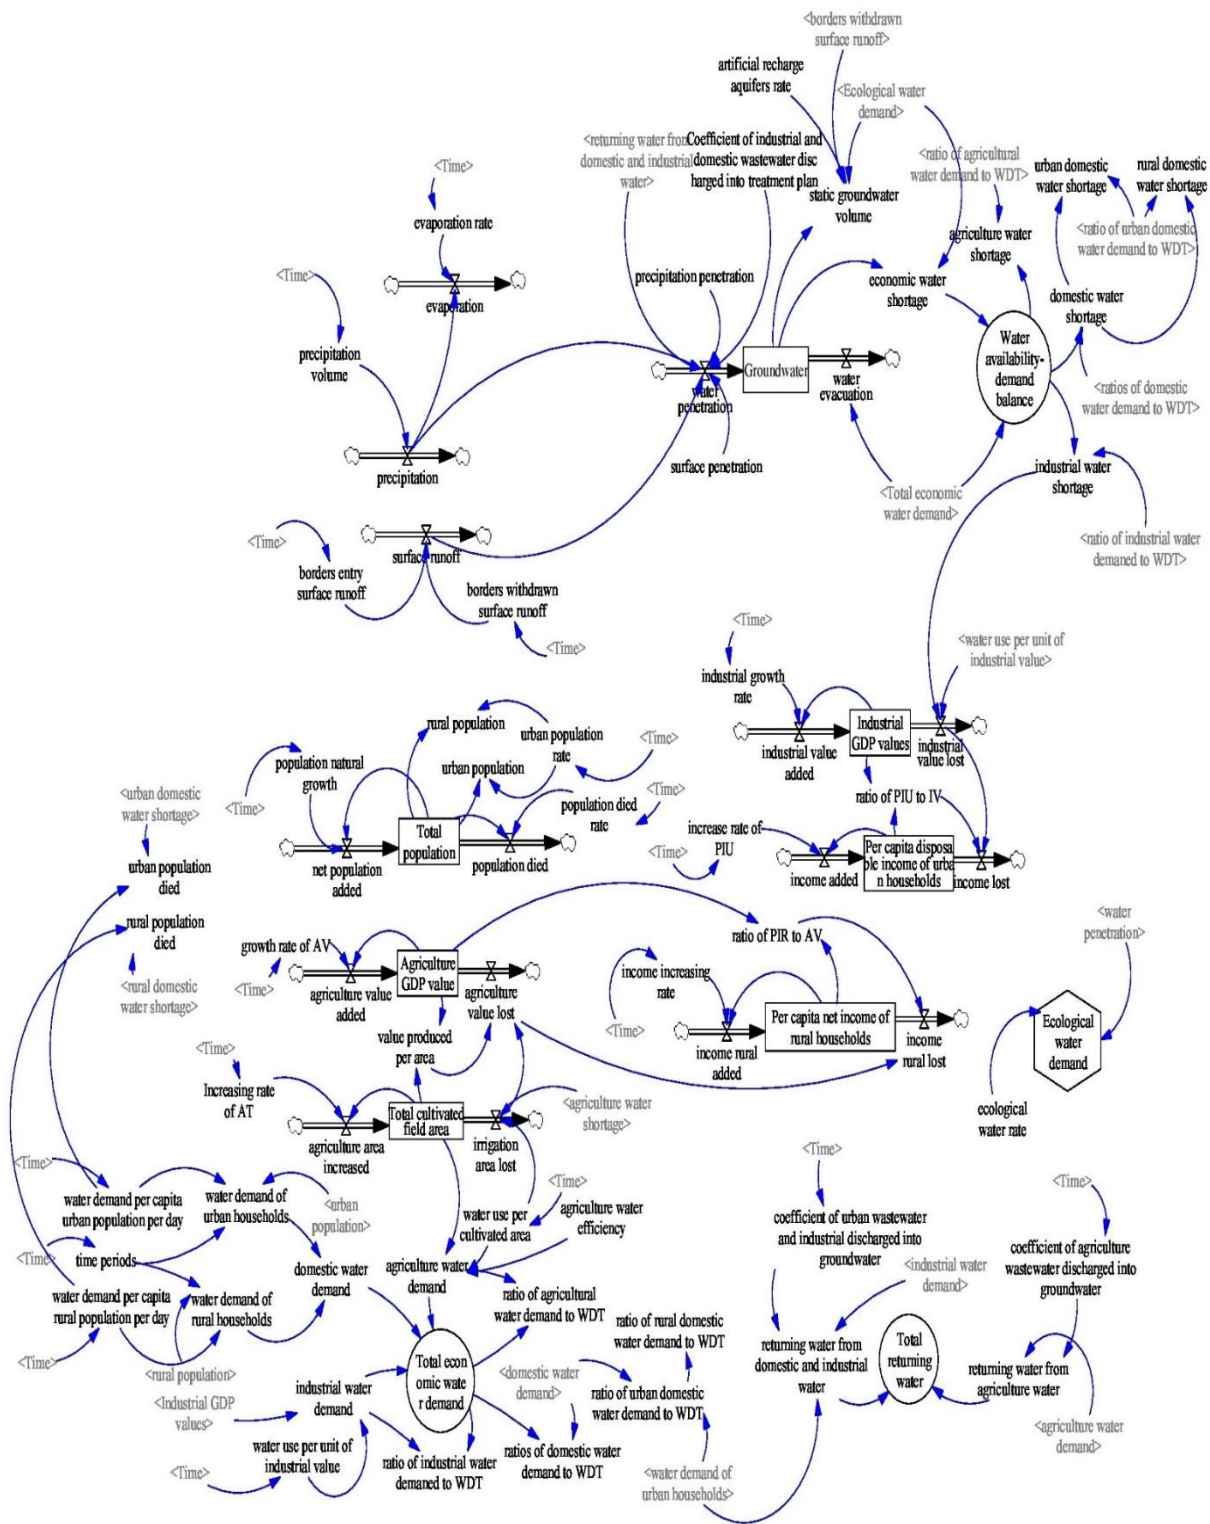 <borders withdrawn
surface runoff>
artificial recharge
aquifers rate
<Ecological water
demand>
<returning water from
domestic and industrial
water>
Coefficient of industrial and
domestic wastewater disc
harged into treatment plan
<ratio of agricultural
water demand to WDT>
urban domestic
water shortage
rural domestic
water shortage
<Time>
static groundwater
volume
<ratio of urban domestic
water demand to WDT>
evaporation rate
agriculture water
shortage
<Time>
precipitation penetration
economic water
shortage
domestic water
shortage
evaporation
precipitation
volume
Water
availability-
demand
balance
Groundwater
water
evacuation
water
penetration
<ratios of domestic
water demand to WDT>
precipitation
surface penetration
industrial water
shortage
<Total economic
water demand>
<Time>
surface runoff
<ratio of industrial water
demaned to WDT>
borders entry
surface runoff
borders withdrawn
surface runoff
<Time>
<Time>
<water use per unit of
industrial value>
industrial growth
rate
rural population
urban population
rate
Industrial
GDP values
industrial value
added
industrial
value lost
<Time>
population natural
growth
urban population
<Time>
<urban domestic
water shortage>
<Time>
population died
rate
ratio of PIU to IV
increase rate of
PIU
Total
population
Per capita disposa
ble income of urba
n households
net population
added
population died
<Time>
income added
income lost
urban population
died
rural population
died
<water
penetration>
growth rate of AV
ratio of PIR to AV
<Time>
Agriculture
GDP value
income increasing
rate
<rural domestic
water shortage>
agriculture value
added
agriculture
value lost
Per capita net income of
rural households
<Time>
Ecological
water
demand
value produced
per area
income rural
added
income
rural lost
<Time>
Increasing rate
of AT
<agriculture water
shortage>
Total cultivated
field area
ecological
water rate
agriculture area
increased
irrigation
area lost
<Time>
<Time>
<Time>
<Time>
water demand per capita
urban population per day
water demand of
urban households
<urban
population>
water use per
cultivated area
agriculture water
efficiency
coefficient of urban wastewater
and industrial discharged into
groundwater
coefficient of agriculture
wastewater discharged into
groundwater
<Time>
time periods
domestic water
demand
agriculture water
demand
<industrial water
demand>
water demand per capita
rural population per day
water demand of
rural households
ratio of agricultural
water demand to WDT
ratio of rural domestic
water demand to WDT
<Time>
<rural population>
Total econ
omic wate
r demand
<domestic water
demand>
returning water from
domestic and industrial
water
Total
returning
water
returning water from
agriculture water
<Industrial GDP
values>
industrial water
demand
ratio of urban domestic
water demand to WDT
<agriculture water
demand>
<Time>
water use per unit of
industrial value
ratio of industrial water
demaned to WDT
ratios of domestic water
demand to WDT
<water demand of
urban households>